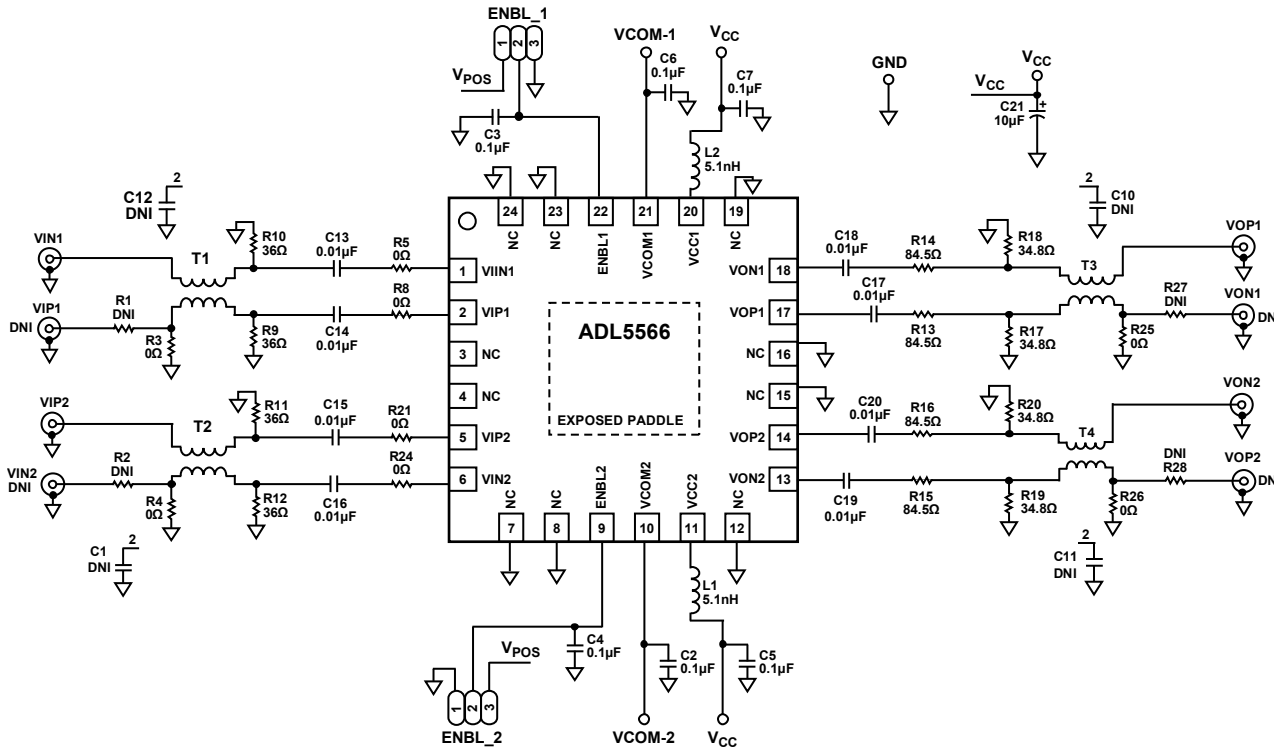 ENBL_1
1
2
3
VPOS
C3
0.1µF
VCOM-1
C6
0.1µF
VCC
C7
0.1µF
L2
5.1nH
GND
VCC
VCC
C21
10µF
+
2
C12
DNI
VIN1
T1
R10
36Ω
C13
0.01µF
R5
0Ω
VIP1
DNI
R1
DNI
R3
0Ω
R9
36Ω
C14
0.01µF
R8
0Ω
VIP2
T2
R11
36Ω
C15
0.01µF
R21
0Ω
VIN2
DNI
R2
DNI
R4
0Ω
R12
36Ω
C16
0.01µF
R24
0Ω
2
C1
DNI
24
23
22
21
20
19
NC
NC
ENBL1
VCOM1
VCC1
NC
1
VIIN1
2
VIP1
3
NC
4
NC
5
VIP2
6
VIN2
ADL5566
EXPOSED PADDLE
VON1
18
VOP1
17
NC
16
NC
15
VOP2
14
VON2
13
NC
NC
ENBL2
VCOM2
VCC2
NC
7
8
9
10
11
12
C18
0.01µF
R14
84.5Ω
R18
34.8Ω
2
C10
DNI
T3
VOP1
C17
0.01µF
R13
84.5Ω
R17
34.8Ω
R25
0Ω
R27
DNI
VON1
DN
C20
0.01µF
R16
84.5Ω
R20
34.8Ω
T4
VON2
C19
0.01µF
R15
84.5Ω
R19
34.8Ω
R26
0Ω
DNI
R28
VOP2
DN
2
C11
DNI
L1
5.1nH
C4
0.1µF
VPOS
1
2
3
ENBL_2
C2
0.1µF
VCOM-2
C5
0.1µF
VCC